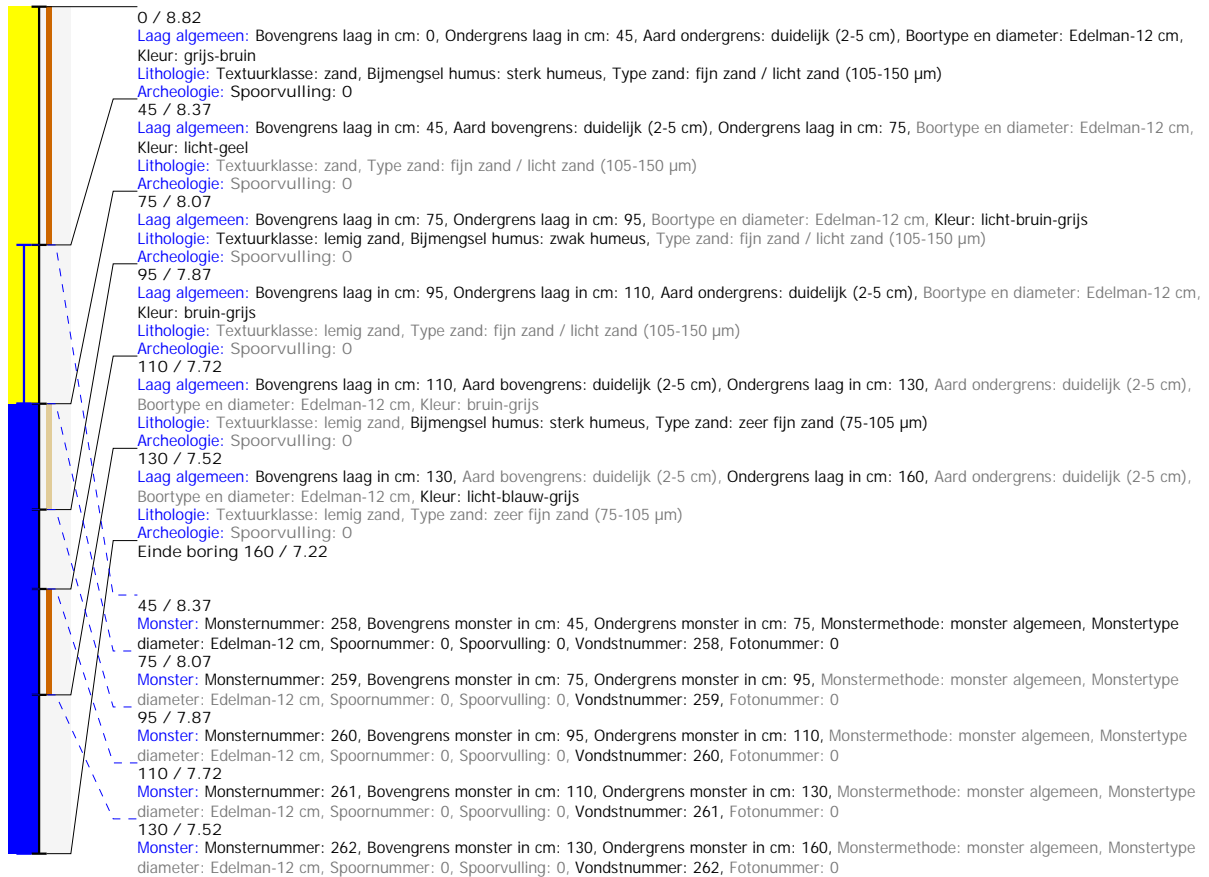 0 / 8.82
Laag algemeen: Bovengrens laag in cm: 0, Ondergrens laag in cm: 45, Aard ondergrens: duidelijk (2-5 cm), Boortype en diameter: Edelman-12 cm,
Kleur: grijs-bruin
Lithologie: Textuurklasse: zand, Bijmengsel humus: sterk humeus, Type zand: fijn zand / licht zand (105-150 µm)
Archeologie: Spoorvulling: 0
45 / 8.37
Laag algemeen: Bovengrens laag in cm: 45, Aard bovengrens: duidelijk (2-5 cm), Ondergrens laag in cm: 75, Boortype en diameter: Edelman-12 cm,
Kleur: licht-geel
Lithologie: Textuurklasse: zand, Type zand: fijn zand / licht zand (105-150 µm)
Archeologie: Spoorvulling: 0
75 / 8.07
Laag algemeen: Bovengrens laag in cm: 75, Ondergrens laag in cm: 95, Boortype en diameter: Edelman-12 cm, Kleur: licht-bruin-grijs
Lithologie: Textuurklasse: lemig zand, Bijmengsel humus: zwak humeus, Type zand: fijn zand / licht zand (105-150 µm)
Archeologie: Spoorvulling: 0
95 / 7.87
Laag algemeen: Bovengrens laag in cm: 95, Ondergrens laag in cm: 110, Aard ondergrens: duidelijk (2-5 cm), Boortype en diameter: Edelman-12 cm,
Kleur: bruin-grijs
Lithologie: Textuurklasse: lemig zand, Type zand: fijn zand / licht zand (105-150 µm)
Archeologie: Spoorvulling: 0
110 / 7.72
Laag algemeen: Bovengrens laag in cm: 110, Aard bovengrens: duidelijk (2-5 cm), Ondergrens laag in cm: 130, Aard ondergrens: duidelijk (2-5 cm),
Boortype en diameter: Edelman-12 cm, Kleur: bruin-grijs
Lithologie: Textuurklasse: lemig zand, Bijmengsel humus: sterk humeus, Type zand: zeer fijn zand (75-105 µm)
Archeologie: Spoorvulling: 0
130 / 7.52
Laag algemeen: Bovengrens laag in cm: 130, Aard bovengrens: duidelijk (2-5 cm), Ondergrens laag in cm: 160, Aard ondergrens: duidelijk (2-5 cm),
Boortype en diameter: Edelman-12 cm, Kleur: licht-blauw-grijs
Lithologie: Textuurklasse: lemig zand, Type zand: zeer fijn zand (75-105 µm)
Archeologie: Spoorvulling: 0
Einde boring 160 / 7.22
45 / 8.37
Monster: Monsternummer: 258, Bovengrens monster in cm: 45, Ondergrens monster in cm: 75, Monstermethode: monster algemeen, Monstertype
diameter: Edelman-12 cm, Spoornummer: 0, Spoorvulling: 0, Vondstnummer: 258, Fotonummer: 0
75 / 8.07
Monster: Monsternummer: 259, Bovengrens monster in cm: 75, Ondergrens monster in cm: 95, Monstermethode: monster algemeen, Monstertype
diameter: Edelman-12 cm, Spoornummer: 0, Spoorvulling: 0, Vondstnummer: 259, Fotonummer: 0
95 / 7.87
Monster: Monsternummer: 260, Bovengrens monster in cm: 95, Ondergrens monster in cm: 110, Monstermethode: monster algemeen, Monstertype
diameter: Edelman-12 cm, Spoornummer: 0, Spoorvulling: 0, Vondstnummer: 260, Fotonummer: 0
110 / 7.72
Monster: Monsternummer: 261, Bovengrens monster in cm: 110, Ondergrens monster in cm: 130, Monstermethode: monster algemeen, Monstertype
diameter: Edelman-12 cm, Spoornummer: 0, Spoorvulling: 0, Vondstnummer: 261, Fotonummer: 0
130 / 7.52
Monster: Monsternummer: 262, Bovengrens monster in cm: 130, Ondergrens monster in cm: 160, Monstermethode: monster algemeen, Monstertype
diameter: Edelman-12 cm, Spoornummer: 0, Spoorvulling: 0, Vondstnummer: 262, Fotonummer: 0